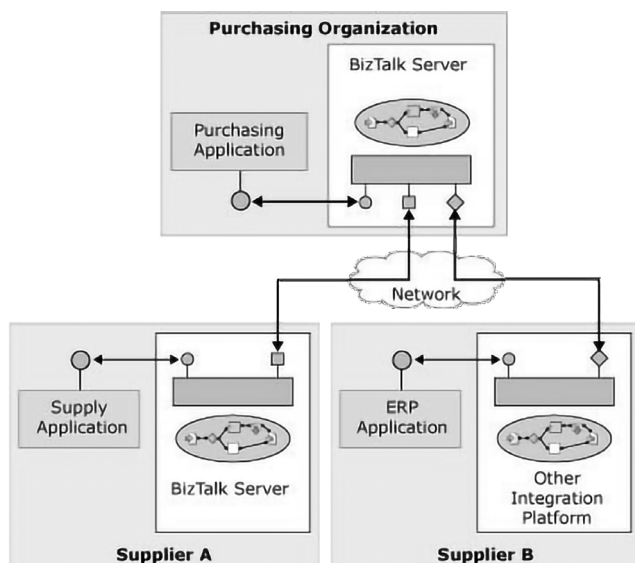 Purchasing Organization
BizTalk Server
Purchasing
Application
Network
Supply
Application
BizTalk Server
Supplier A
ERP
Application
Other
Integration
Platform
Supplier B